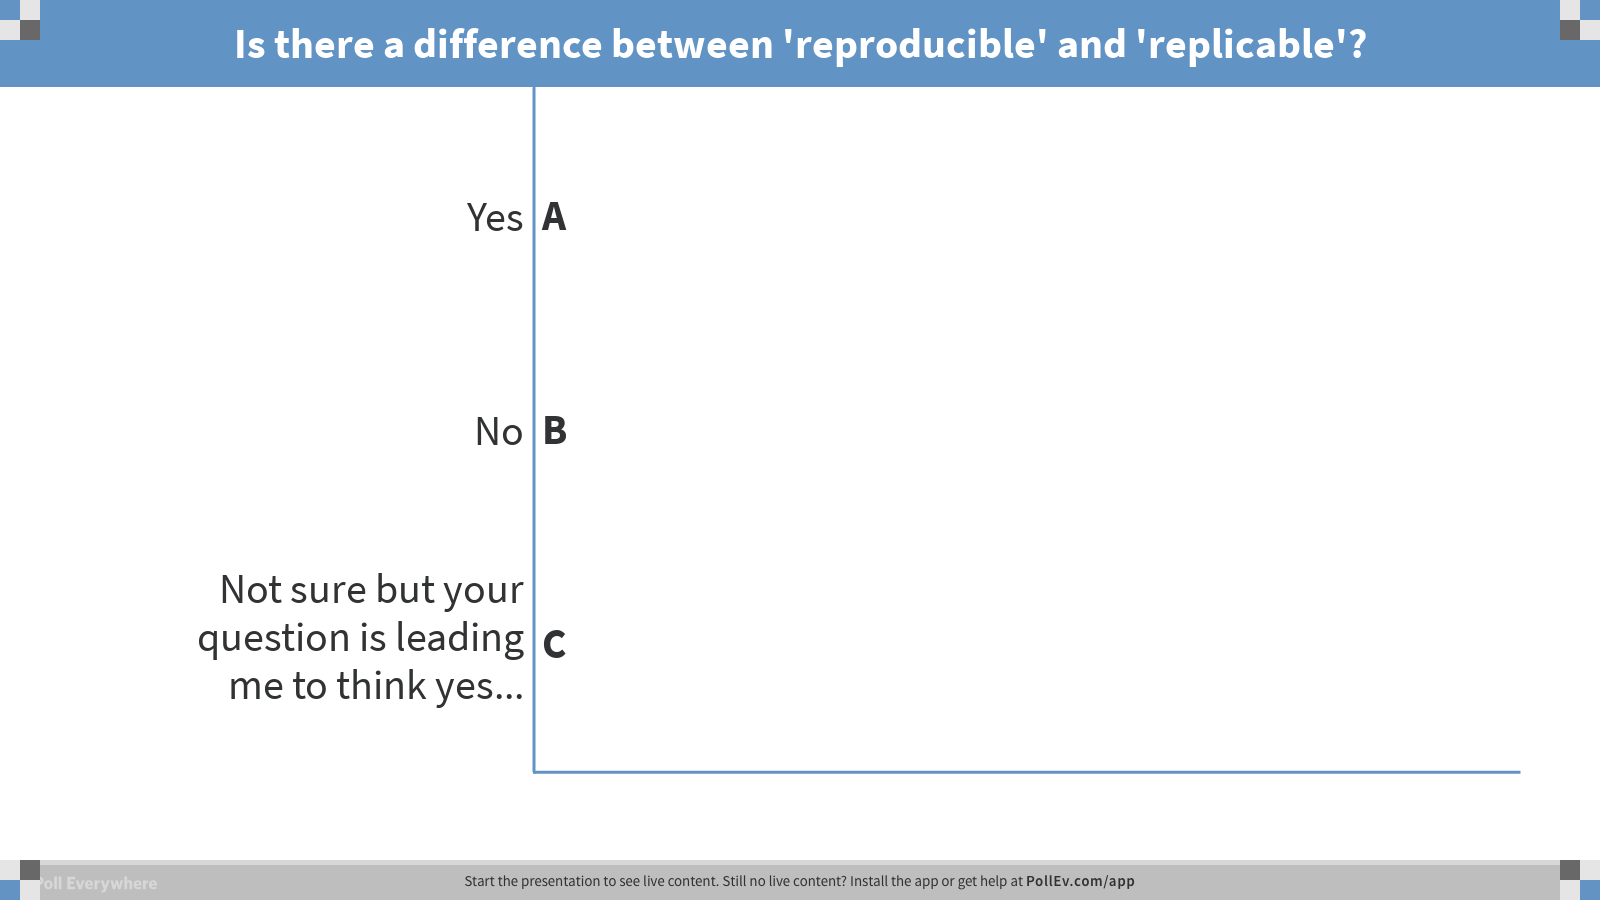 Is there a difference between 'reproducible' and 'replicable'?
Yes A
No B
Not sure but your
question is leading C
me to think yes...
Poll Everywhere
Start the presentation to see live content. Still no live content? Install the app or get help at PollEv.com/app